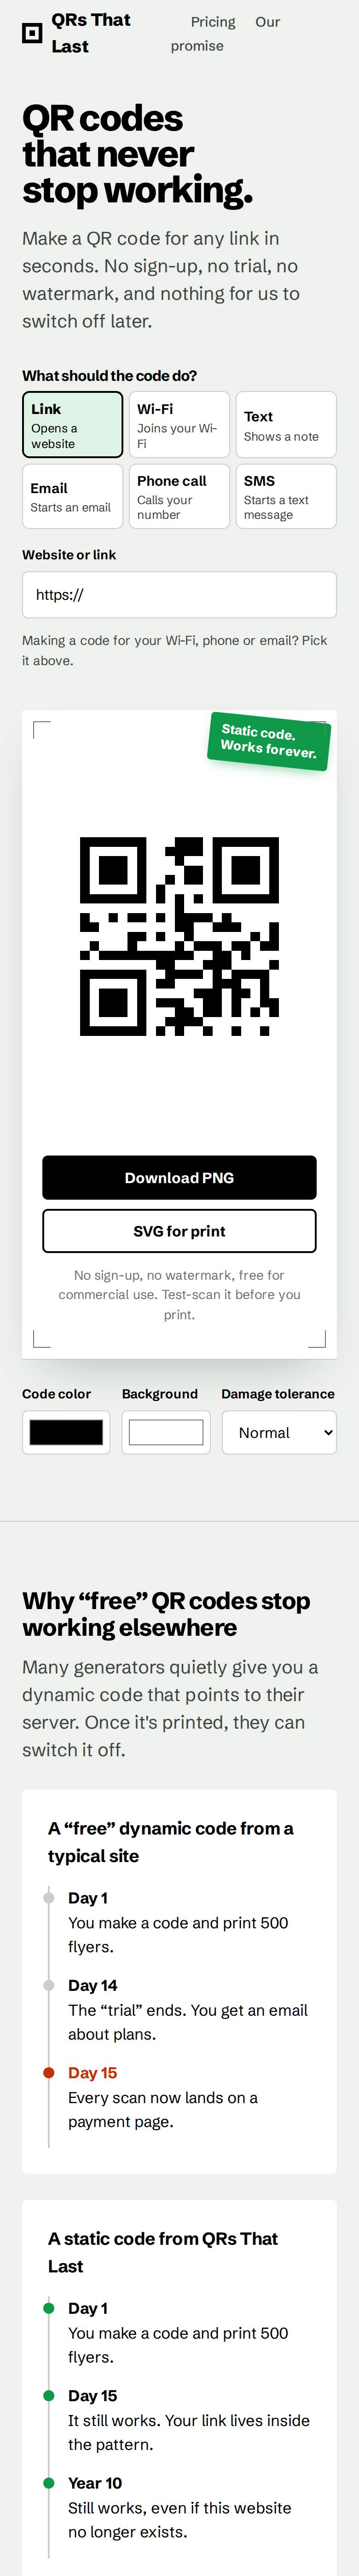 QRs That
Last
Pricing Our
promise
QR codes
that never
stop working.
Make a QR code for any link in
seconds. No sign-up, no trial, no
watermark, and nothing for us to
switch off later.
What should the code do?
Link
Opens a
website
Wi-Fi
Joins your Wi-
Fi
Text
Shows a note
Email
Starts an email
Phone call
Calls your
number
SMS
Starts a text
message
Website or link
https://
Making a code for your Wi-Fi, phone or email? Pick
it above.
Static code.
Works forever.
Download PNG
SVG for print
No sign-up, no watermark, free for
commercial use. Test-scan it before you
print.
Code color
Background
Damage tolerance
Normal
Why “free” QR codes stop
working elsewhere
Many generators quietly give you a
dynamic code that points to their
server. Once it's printed, they can
switch it off.
A “free” dynamic code from a
typical site
Day 1
You make a code and print 500
flyers.
Day 14
The “trial” ends. You get an email
about plans.
Day 15
Every scan now lands on a
payment page.
A static code from QRs That
Last
Day 1
You make a code and print 500
flyers.
Day 15
It still works. Your link lives inside
the pattern.
Year 10
Still works, even if this website
no longer exists.